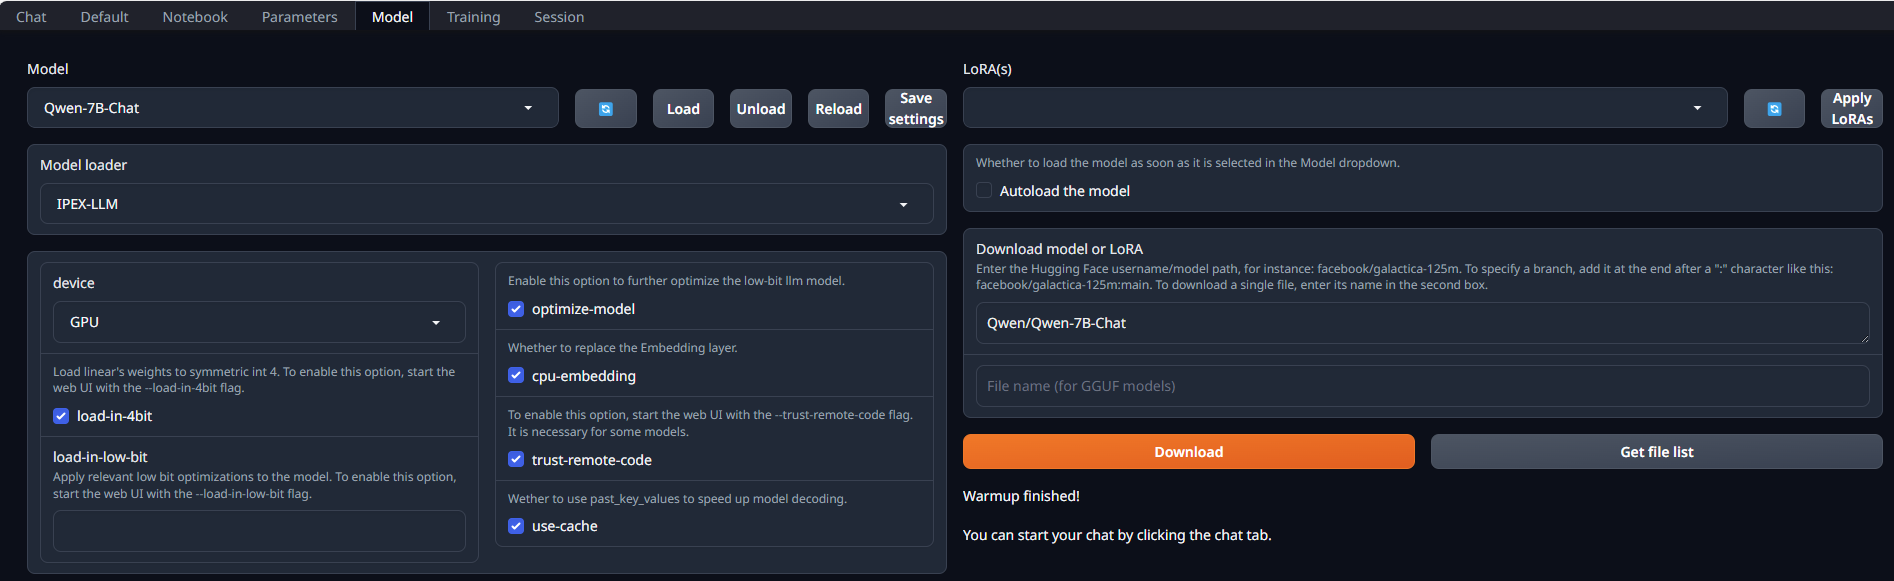 Chat Default Notebook Parameters Model Training Session
Model
Qwen-7B-Chat
Load
Unload
Reload
Save
settings
Model loader
IPEX-LLM
device
GPU
Load linear's weights to symmetric int 4. To enable this option, start the
web UI with the --load-in-4bit flag.
load-in-4bit
load-in-low-bit
Apply relevant low bit optimizations to the model. To enable this option,
start the web UI with the --load-in-low-bit flag.
Enable this option to further optimize the low-bit llm model.
optimize-model
Whether to replace the Embedding layer.
cpu-embedding
To enable this option, start the web UI with the --trust-remote-code flag.
It is necessary for some models.
trust-remote-code
Wether to use past_key_values to speed up model decoding.
use-cache
LoRA(s)
Apply
LoRAs
Whether to load the model as soon as it is selected in the Model dropdown.
Autoload the model
Download model or LoRA
Enter the Hugging Face username/model path, for instance: facebook/galactica-125m. To specify a branch, add it at the end after a ":" character like this:
facebook/galactica-125m:main. To download a single file, enter its name in the second box.
Qwen/Qwen-7B-Chat
File name (for GGUF models)
Download
Get file list
Warmup finished!
You can start your chat by clicking the chat tab.